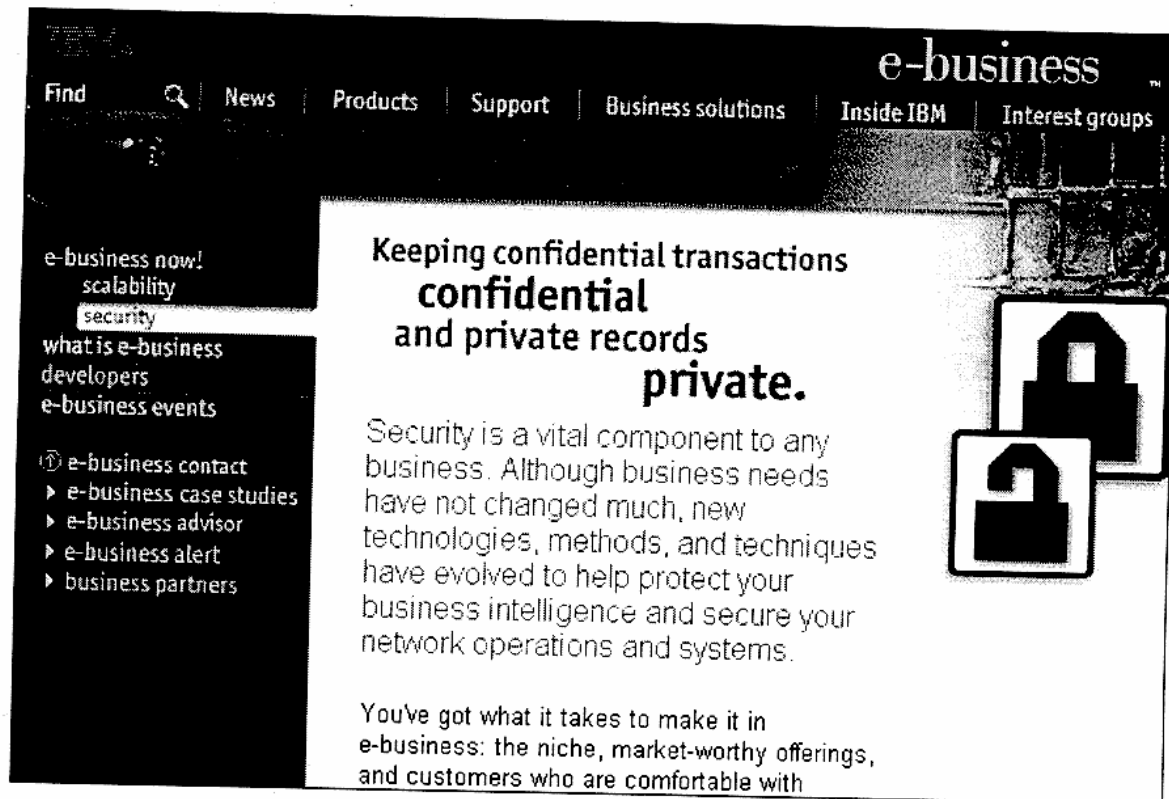 IBM
e-business ™
Find News Products Support Business solutions Inside IBM Interest groups
e-business now!
scalability
security
what is e-business
developers
e-business events
e-business contact
e-business case studies
e-business advisor
e-business alert
business partners
Keeping confidential transactions
confidential
and private records
private.
Security is a vital component to any
business. Although business needs
have not changed much, new
technologies, methods, and techniques
have evolved to help protect your
business intelligence and secure your
network operations and systems.
You've got what it takes to make it in
e-business: the niche, market-worthy offerings,
and customers who are comfortable with